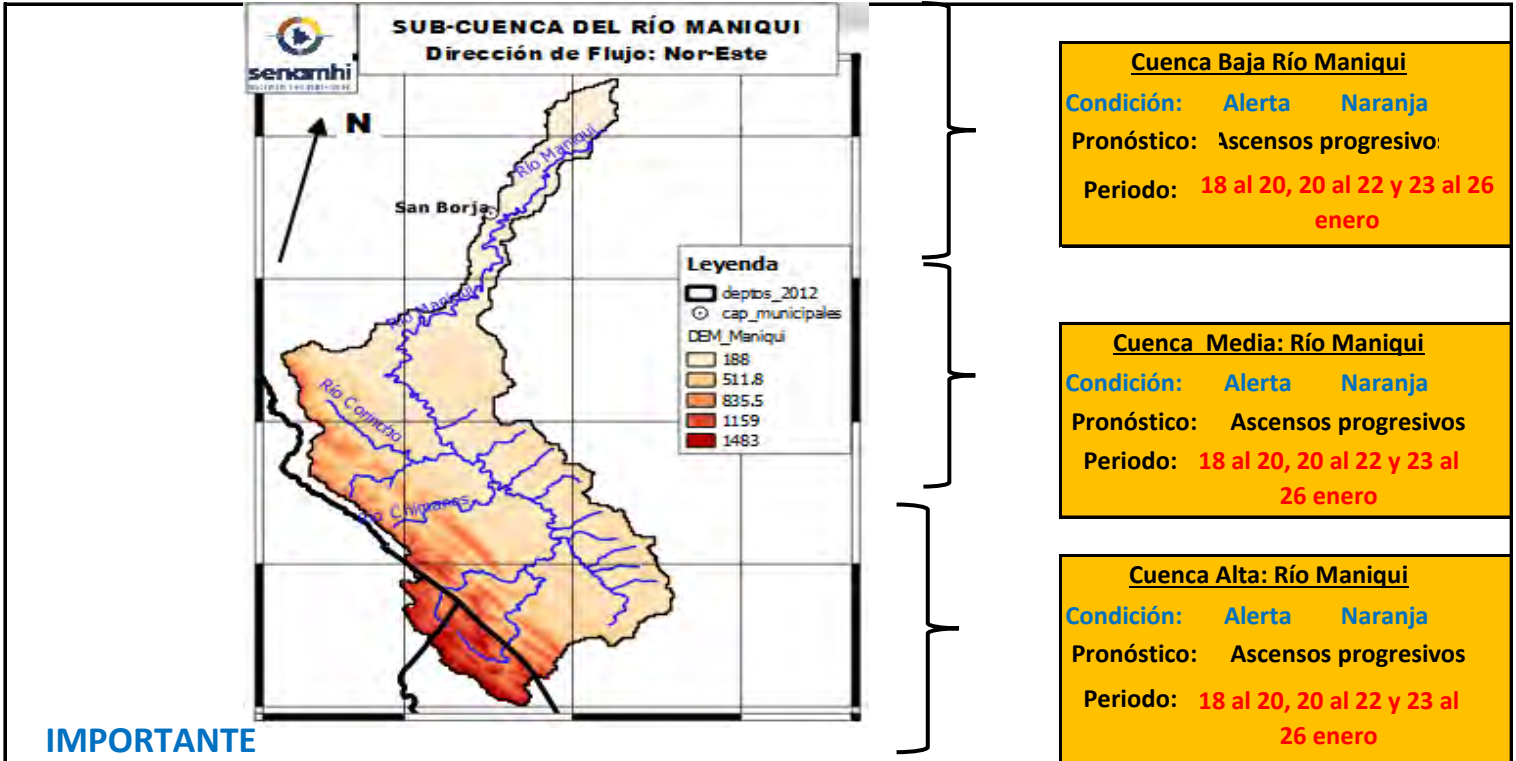 SUB-CUENCA DEL RÍO MANIQUI
Dirección de Flujo: Nor-Este
senamhi
N
Río Maniqui
San Borja
Río Maniqui
Río Corincho
Río Chimanes
Leyenda
deptos_2012
cap_municipales
DEM_Maniqui
188
511.8
835.5
1159
1483
Cuenca Baja Río Maniqui
Condición: Alerta Naranja
Pronóstico: Ascensos progresivos
Periodo: 18 al 20, 20 al 22 y 23 al 26
enero
Cuenca Media: Río Maniqui
Condición: Alerta Naranja
Pronóstico: Ascensos progresivos
Periodo: 18 al 20, 20 al 22 y 23 al
26 enero
Cuenca Alta: Río Maniqui
Condición: Alerta Naranja
Pronóstico: Ascensos progresivos
Periodo: 18 al 20, 20 al 22 y 23 al
26 enero
IMPORTANTE